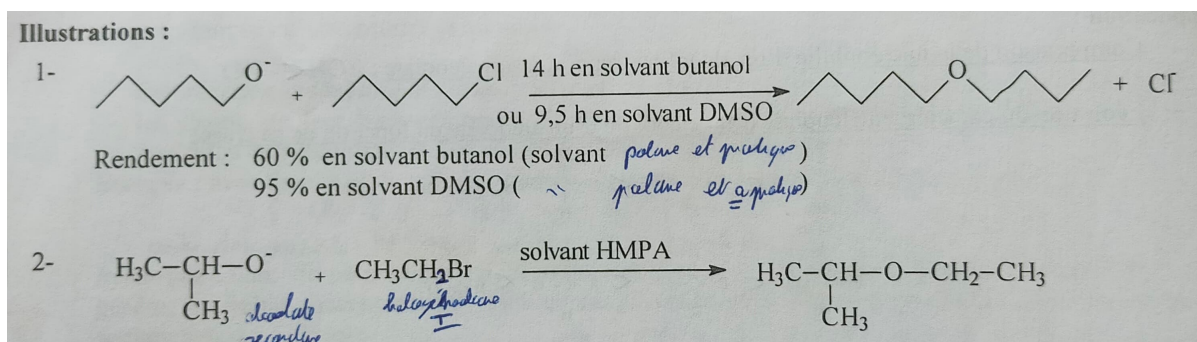 Illustrations :
1- O⁻ + Cl 14 h en solvant butanol O + Cl⁻
ou 9,5 h en solvant DMSO
Rendement : 60 % en solvant butanol (solvant polaire et protique)
95 % en solvant DMSO ( " polaire et aprotique)
2- H₃C–CH–O⁻ + CH₃CH₂Br solvant HMPA H₃C–CH–O–CH₂–CH₃
CH₃ alcoolate CH₃
secondaire I